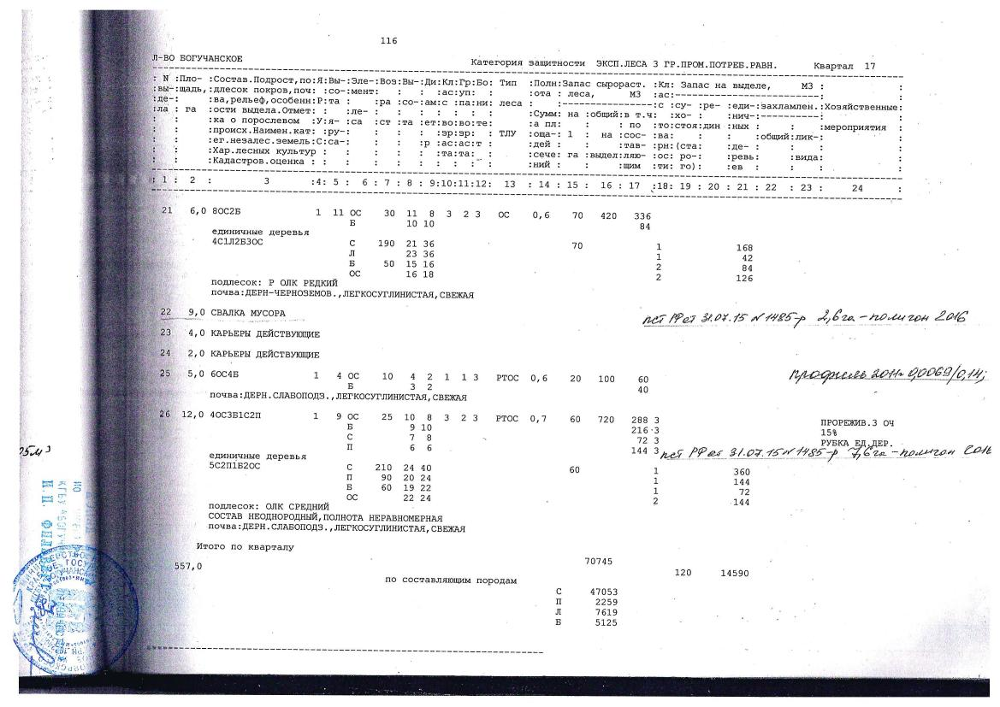 116
Л-ВО БОГУЧАНСКОЕ Категория защитности ЭКСП.ЛЕСА 3 ГР.ПРОМ.ПОТРЕБ.РАВН. Квартал 17
: N :Пло- :Состав.Подрост,по:Я:Вы-:Эле-:Воз:Вы-:Ди:Кл:Гр:Бо: Тип :Полн:Запас сырораст. :Кл: Запас на выделе, М3 : :
:вы-:щадь,:длесок покров,поч: :со-:мент: : : :ас:уп: : :ота : леса, М3 :ас:
:де-: :ва,рельеф,особенн:Р:та : :ра :со-:ам:с :па:ни: леса : :с :су- :ре- :еди-:захламлен.:Хозяйственные:
:ла : га :ости выдела.Отмет: : :ле- : : : : : : : :Сумм: на :общий:в т.ч: :хо- : :нич-:
: : :ка о порослевом :У:я- :са :ст :та :ет:во:во:те: :а пл: : : по :то:стоя:дин :ных : : :мероприятия :
: : :происх.Наимен.кат: :ру-: : : : :зр:зр: : ТЛУ :оща-: 1 : на :сос- :ва: : : :общий:лик-:
: : :ег.незалес.земель:С:са-: : : :р :ас:ас:т : :дей : : :тав- :рн:(ста: :де- : : :
: : :Хар.лесных культур : : : : : :та:та: : :сече: га :выдел:ляю- :ос: ро- : :ревь: :вида:
: : :Кадастров.оценка : : : : : : : : : : :ний : : :щим :ти: го): :ев : : :
: 1 : 2 : 3 :4: 5 : 6 : 7 : 8 : 9:10:11:12: 13 : 14 : 15 : 16 : 17 :18: 19 : 20 : 21 : 22 : 23 : 24 :
21 6,0 8ОС2Б 1 11 ОС 30 11 8 3 2 3 ОС 0,6 70 420 336
Б 10 10 84
единичные деревья
4С1Л2Б3ОС С 190 21 36 70 1 168
Л 23 36 1 42
Б 50 15 16 2 84
ОС 16 18 2 126
подлесок: Р ОЛК РЕДКИЙ
почва:ДЕРН-ЧЕРНОЗЕМОВ.,ЛЕГКОСУГЛИНИСТАЯ,СВЕЖАЯ
22 9,0 СВАЛКА МУСОРА пст РФ от 31.07.15 № 1485-р 2,6га-полигон 2016
23 4,0 КАРЬЕРЫ ДЕЙСТВУЮЩИЕ
24 2,0 КАРЬЕРЫ ДЕЙСТВУЮЩИЕ
25 5,0 6ОС4Б 1 4 ОС 10 4 2 1 1 3 РТОС 0,6 20 100 60 профиль 2011г 0,0069/0,14;
Б 3 2 40
почва:ДЕРН.СЛАБОПОДЗ.,ЛЕГКОСУГЛИНИСТАЯ,СВЕЖАЯ
26 12,0 4ОС3Б1С2П 1 9 ОС 25 10 8 3 2 3 РТОС 0,7 60 720 288 3 ПРОРЕЖИВ.3 ОЧ
Б 9 10 216 3 15%
С 7 8 72 3 РУБКА ЕД.ДЕР.
П 6 6 144 3 пст РФ от 31.07.15 № 1485-р 7,6га-полигон 2016
единичные деревья
5С2П1Б2ОС С 210 24 40 60 1 360
П 90 20 24 1 144
Б 60 19 22 1 72
ОС 22 24 2 144
подлесок: ОЛК СРЕДНИЙ
СОСТАВ НЕОДНОРОДНЫЙ,ПОЛНОТА НЕРАВНОМЕРНАЯ
почва:ДЕРН.СЛАБОПОДЗ.,ЛЕГКОСУГЛИНИСТАЯ,СВЕЖАЯ
Итого по кварталу
557,0 70745
120 14590
по составляющим породам
С 47053
П 2259
Л 7619
Б 5125